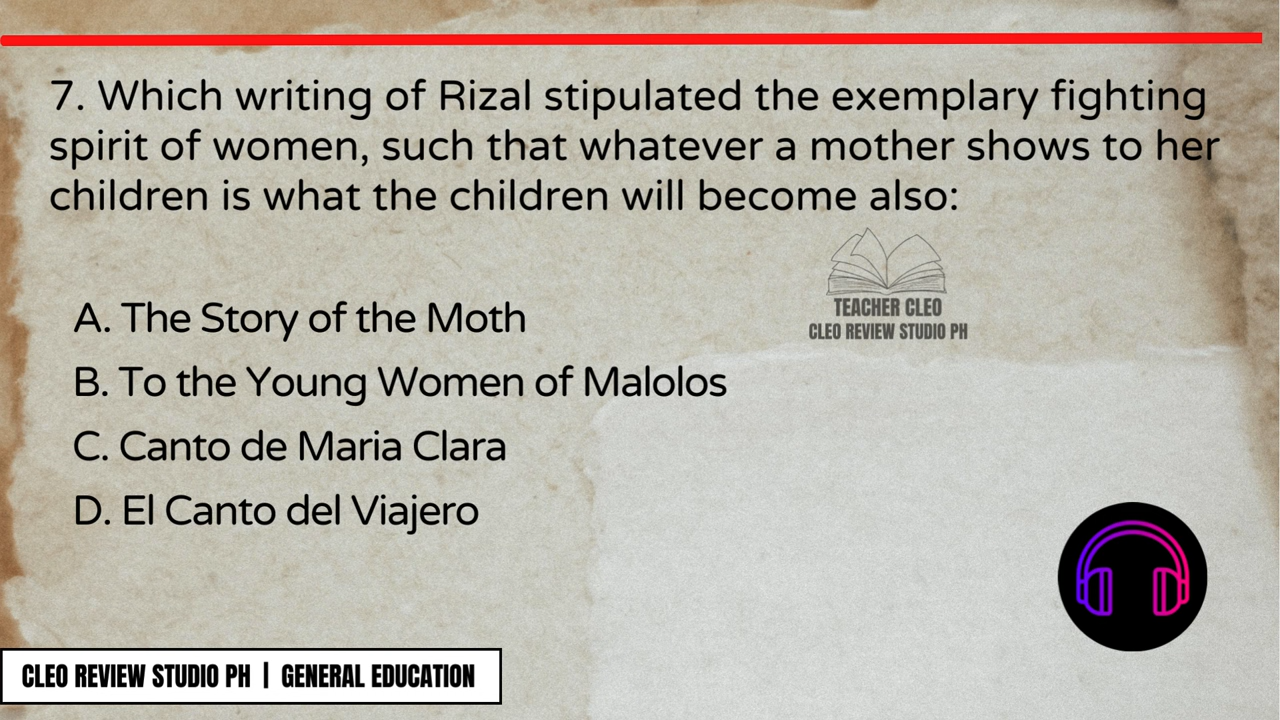 7. Which writing of Rizal stipulated the exemplary fighting
spirit of women, such that whatever a mother shows to her
children is what the children will become also:
A. The Story of the Moth
B. To the Young Women of Malolos
C. Canto de Maria Clara
D. El Canto del Viajero
TEACHER CLEO
CLEO REVIEW STUDIO PH
CLEO REVIEW STUDIO PH | GENERAL EDUCATION